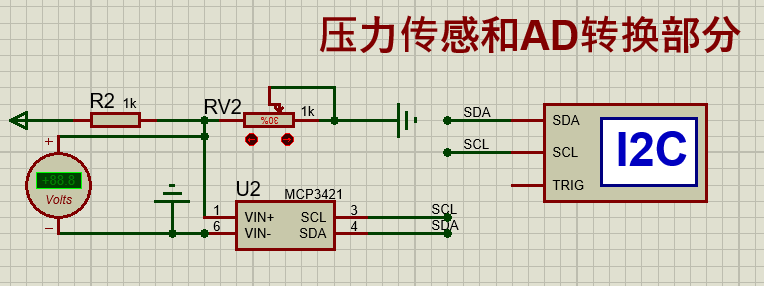 压力传感和AD转换部分
R2
1k
RV2
30%
1k
SDA
SCL
SDA
SCL
TRIG
I2C
+
+88.8
Volts
−
U2
MCP3421
1
VIN+
6
VIN-
SCL
3
SDA
4
SCL
SDA